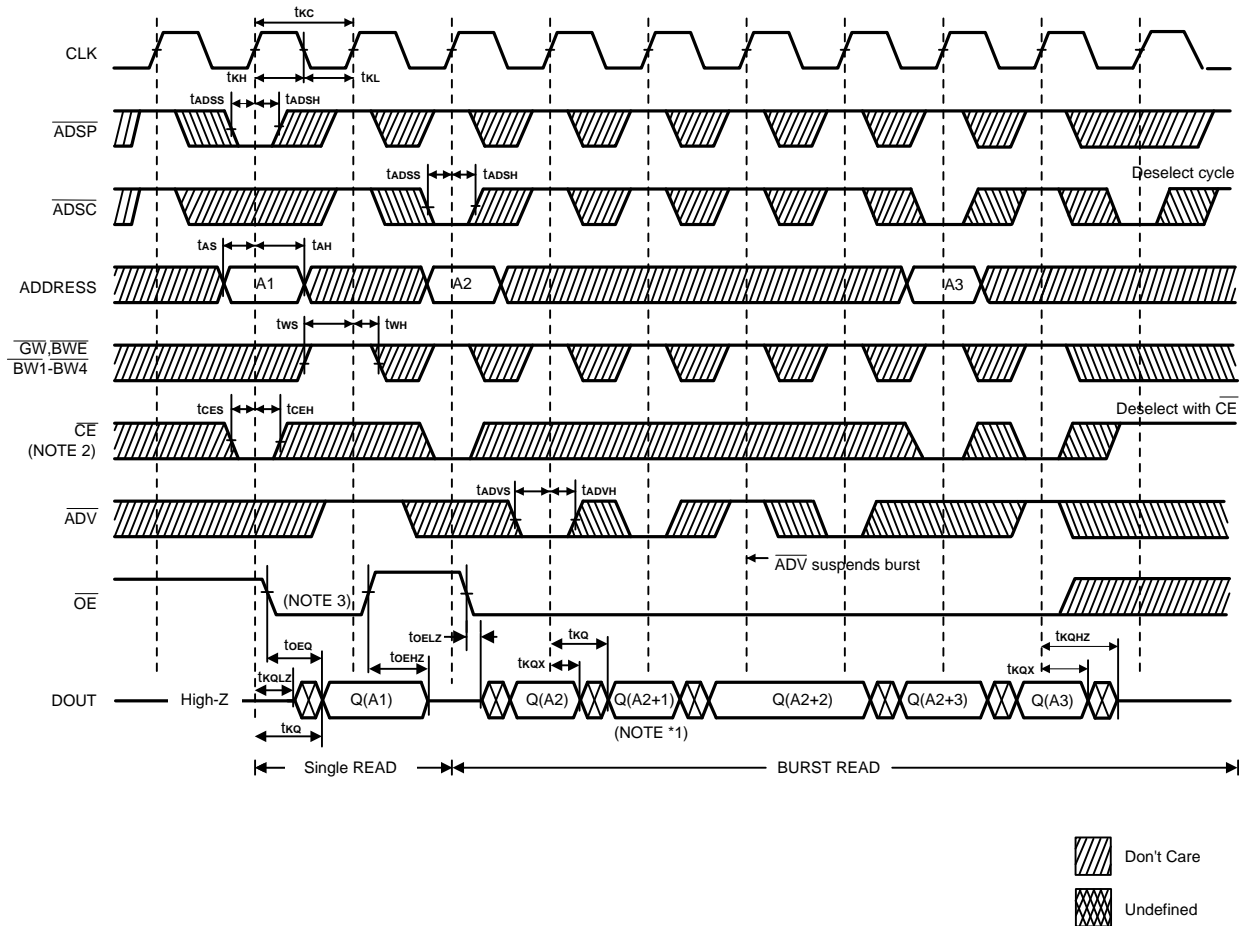 tKC
CLK
tKH
tKL
tADSS
tADSH
ADSP
tADSS
tADSH
Deselect cycle
ADSC
tAS
tAH
ADDRESS
A1
A2
A3
tWS
tWH
GW,BWE
BW1-BW4
tCES
tCEH
Deselect with CE
CE
(NOTE 2)
tADVS
tADVH
ADV
ADV suspends burst
OE
(NOTE 3)
tOELZ
tKQ
tKQHZ
tOEQ
tOEHZ
tKQX
tKQX
tKQLZ
DOUT
High-Z
Q(A1)
Q(A2)
Q(A2+1)
Q(A2+2)
Q(A2+3)
Q(A3)
tKQ
(NOTE *1)
Single READ
BURST READ
Don't Care
Undefined